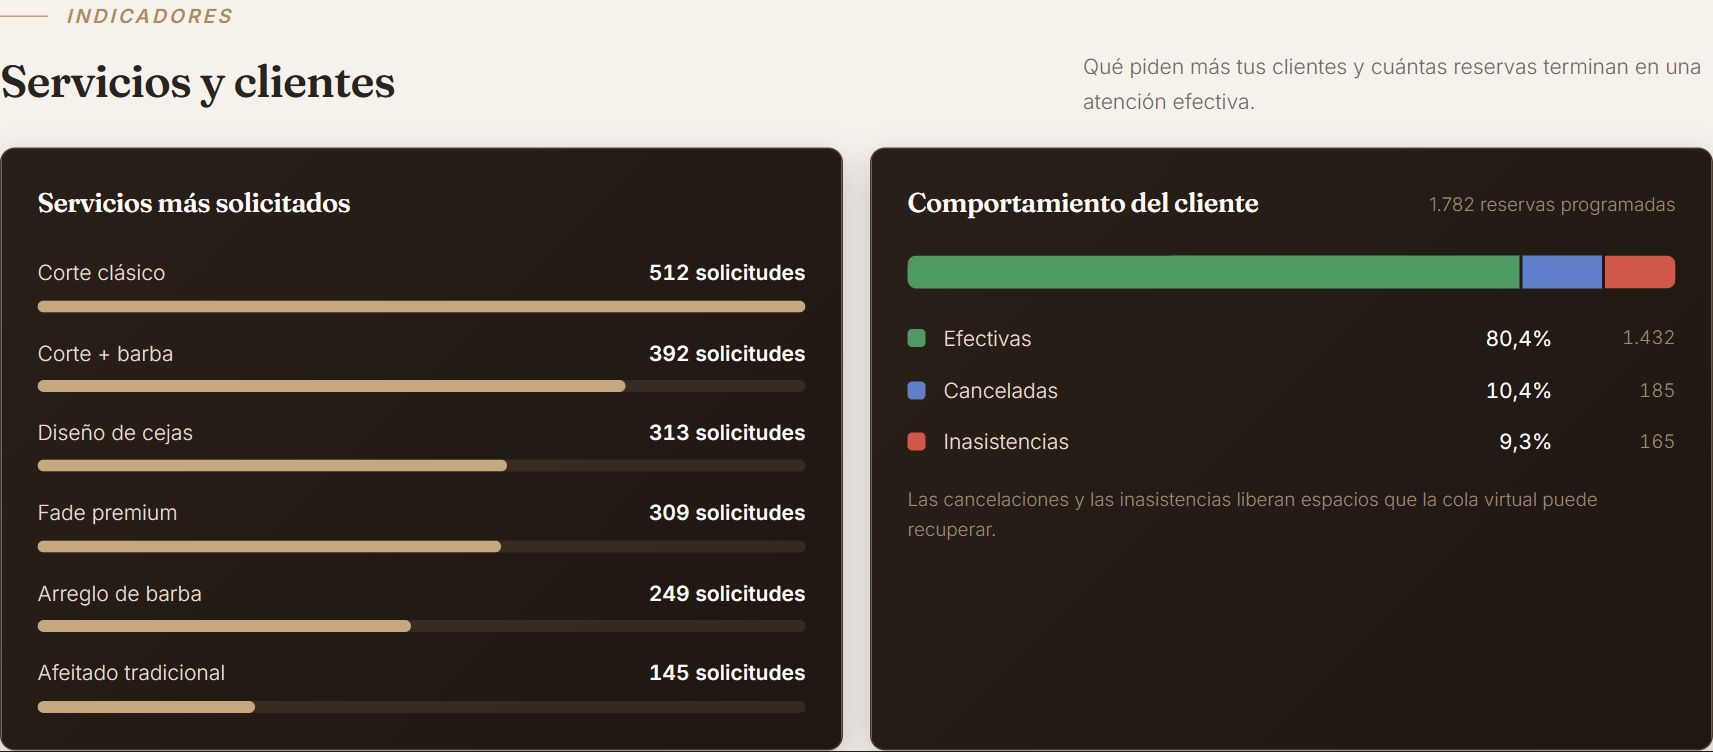 INDICADORES
Servicios y clientes
Qué piden más tus clientes y cuántas reservas terminan en una
atención efectiva.
Servicios más solicitados
Corte clásico 512 solicitudes
Corte + barba 392 solicitudes
Diseño de cejas 313 solicitudes
Fade premium 309 solicitudes
Arreglo de barba 249 solicitudes
Afeitado tradicional 145 solicitudes
Comportamiento del cliente 1.782 reservas programadas
Efectivas 80,4% 1.432
Canceladas 10,4% 185
Inasistencias 9,3% 165
Las cancelaciones y las inasistencias liberan espacios que la cola virtual puede
recuperar.